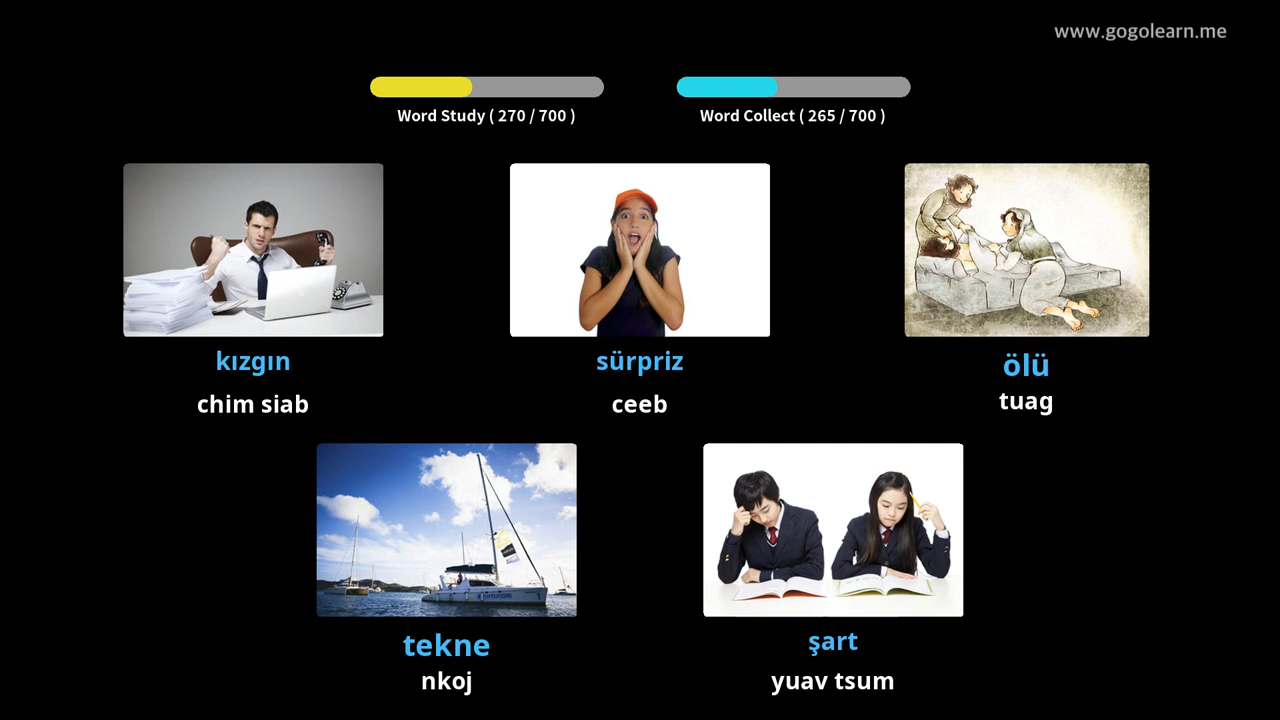 www.gogolearn.me
Word Study ( 270 / 700 )
Word Collect ( 265 / 700 )
kızgın
chim siab
sürpriz
ceeb
ölü
tuag
tekne
nkoj
şart
yuav tsum